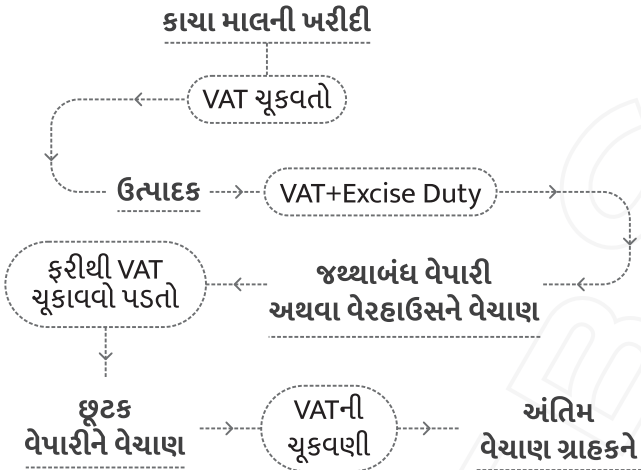 કાચા માલની ખરીદી
VAT ચૂકવતો
ઉત્પાદક
VAT+Excise Duty
જથ્થાબંધ વેપારી
અથવા વેરહાઉસને વેચાણ
ફરીથી VAT
ચૂકાવવો પડતો
છૂટક
વેપારીને વેચાણ
VATની
ચૂકવણી
અંતિમ
વેચાણ ગ્રાહકને